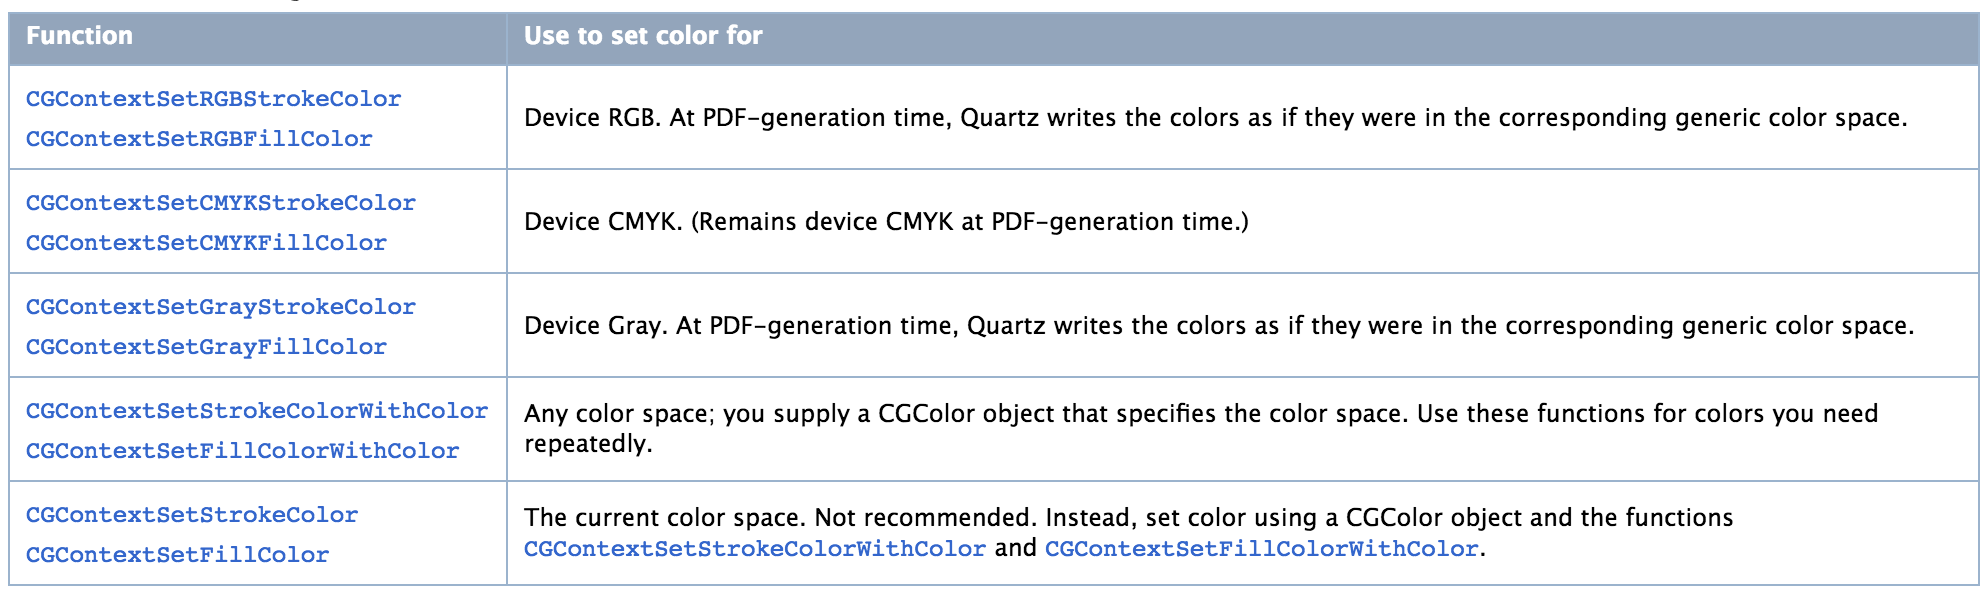 Function
Use to set color for
CGContextSetRGBStrokeColor
CGContextSetRGBFillColor
Device RGB. At PDF-generation time, Quartz writes the colors as if they were in the corresponding generic color space.
CGContextSetCMYKStrokeColor
CGContextSetCMYKFillColor
Device CMYK. (Remains device CMYK at PDF-generation time.)
CGContextSetGrayStrokeColor
CGContextSetGrayFillColor
Device Gray. At PDF-generation time, Quartz writes the colors as if they were in the corresponding generic color space.
CGContextSetStrokeColorWithColor
CGContextSetFillColorWithColor
Any color space; you supply a CGColor object that specifies the color space. Use these functions for colors you need
repeatedly.
CGContextSetStrokeColor
CGContextSetFillColor
The current color space. Not recommended. Instead, set color using a CGColor object and the functions
CGContextSetStrokeColorWithColor and CGContextSetFillColorWithColor.